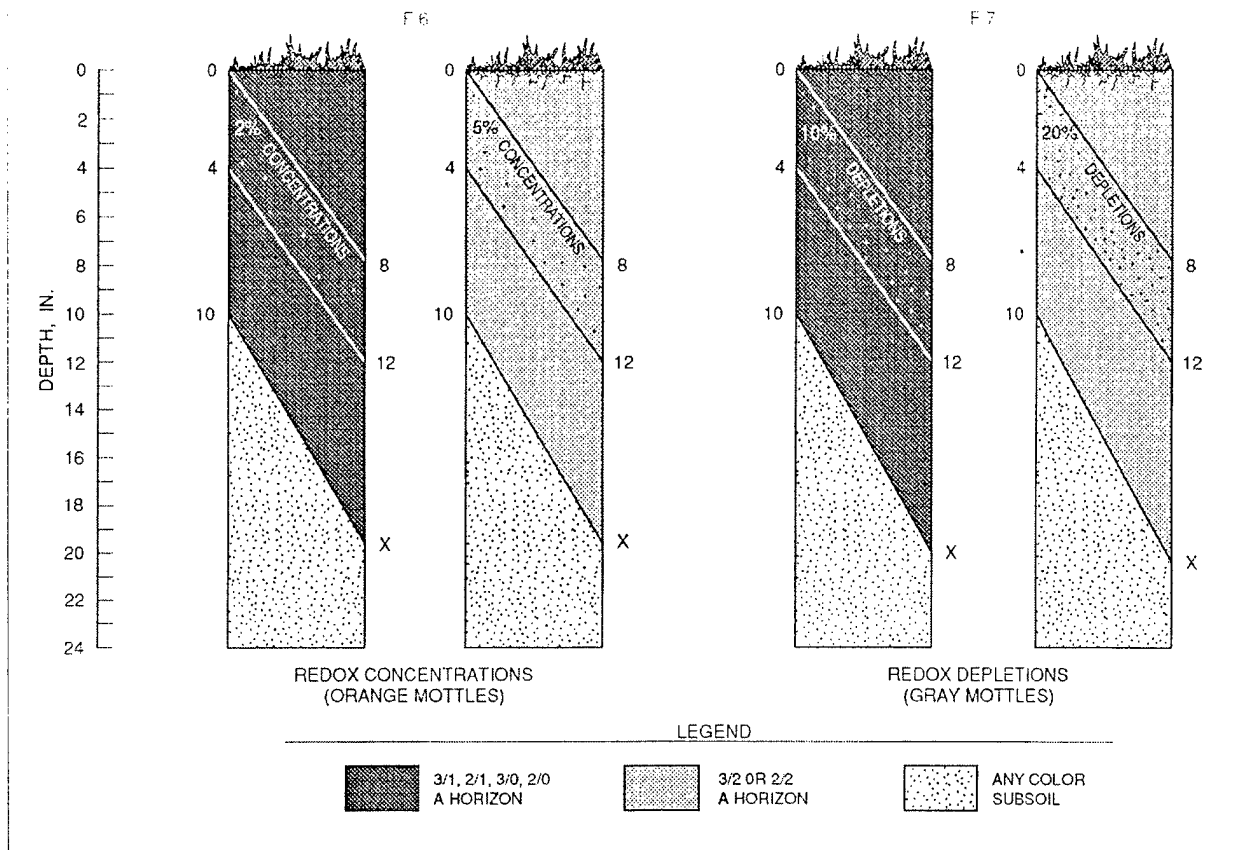 F6
F7
0
2
4
6
8
10
12
14
16
18
20
22
24
DEPTH, IN.
0
4
10
2%
CONCENTRATIONS
8
12
X
0
4
10
5%
CONCENTRATIONS
8
12
X
0
4
10
10%
DEPLETONS
8
12
X
0
4
10
20%
DEPLETIONS
8
12
X
REDOX CONCENTRATIONS
(ORANGE MOTTLES)
REDOX DEPLETIONS
(GRAY MOTTLES)
LEGEND
3/1, 2/1, 3/0, 2/0
A HORIZON
3/2 0R 2/2
A HORIZON
ANY COLOR
SUBSOIL